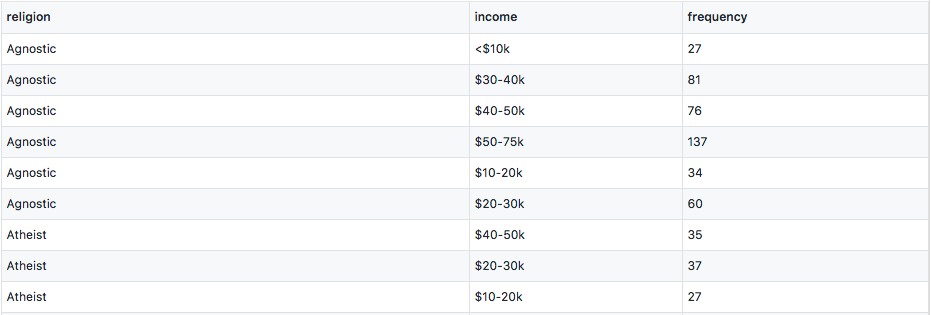 religion income frequency
Agnostic <$10k 27
Agnostic $30-40k 81
Agnostic $40-50k 76
Agnostic $50-75k 137
Agnostic $10-20k 34
Agnostic $20-30k 60
Atheist $40-50k 35
Atheist $20-30k 37
Atheist $10-20k 27